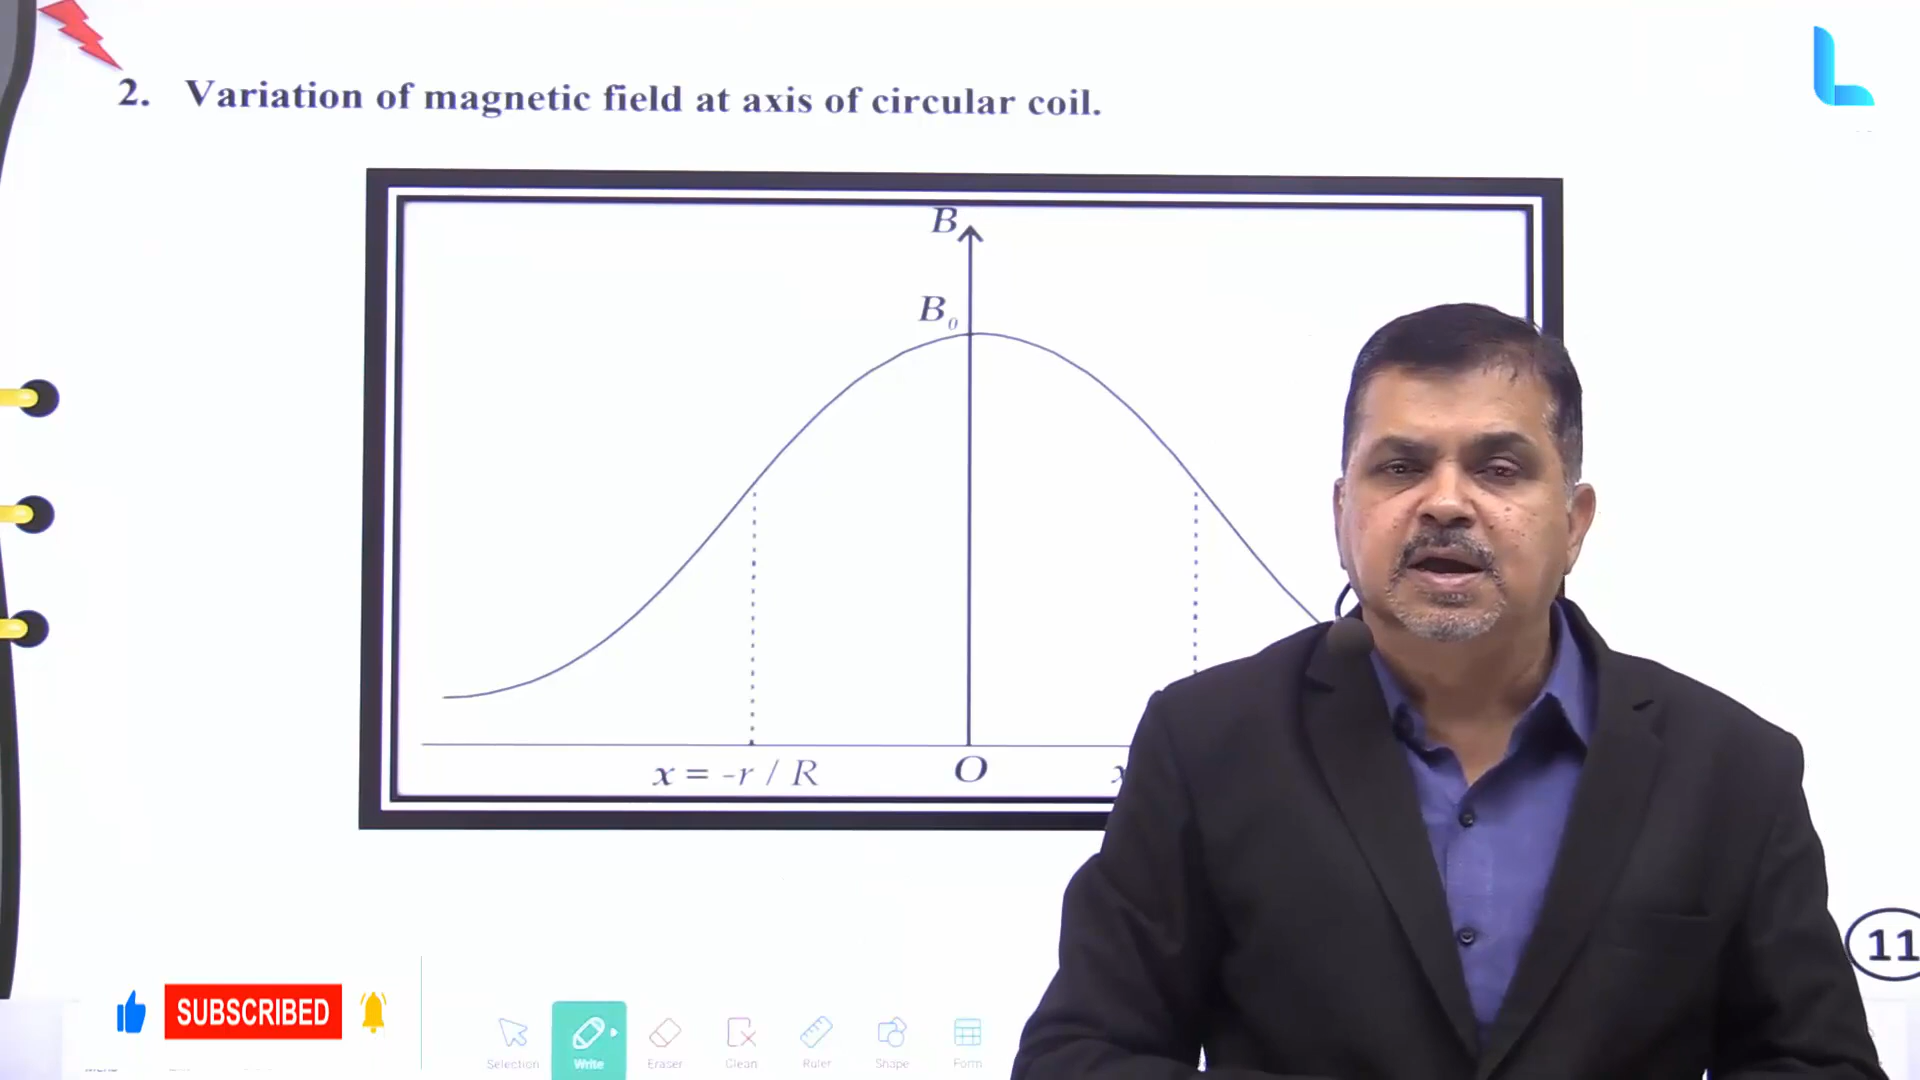 2. Variation of magnetic field at axis of circular coil.
B
B₀
x = -r / R
O
x
11
SUBSCRIBED
Selection
Write
Eraser
Clean
Ruler
Shape
Form